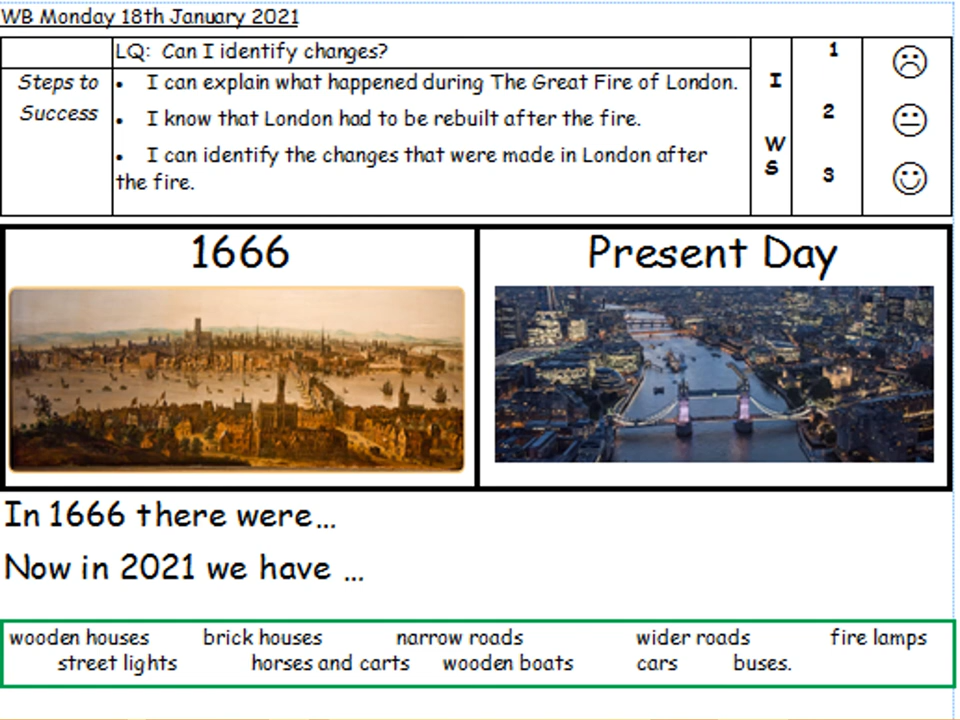 WB Monday 18th January 2021
LQ: Can I identify changes?
Steps to
Success
• I can explain what happened during The Great Fire of London.
• I know that London had to be rebuilt after the fire.
• I can identify the changes that were made in London after
the fire.
I
W
S
1
2
3
1666
Present Day
In 1666 there were...
Now in 2021 we have ...
wooden houses brick houses narrow roads wider roads fire lamps
street lights horses and carts wooden boats cars buses.